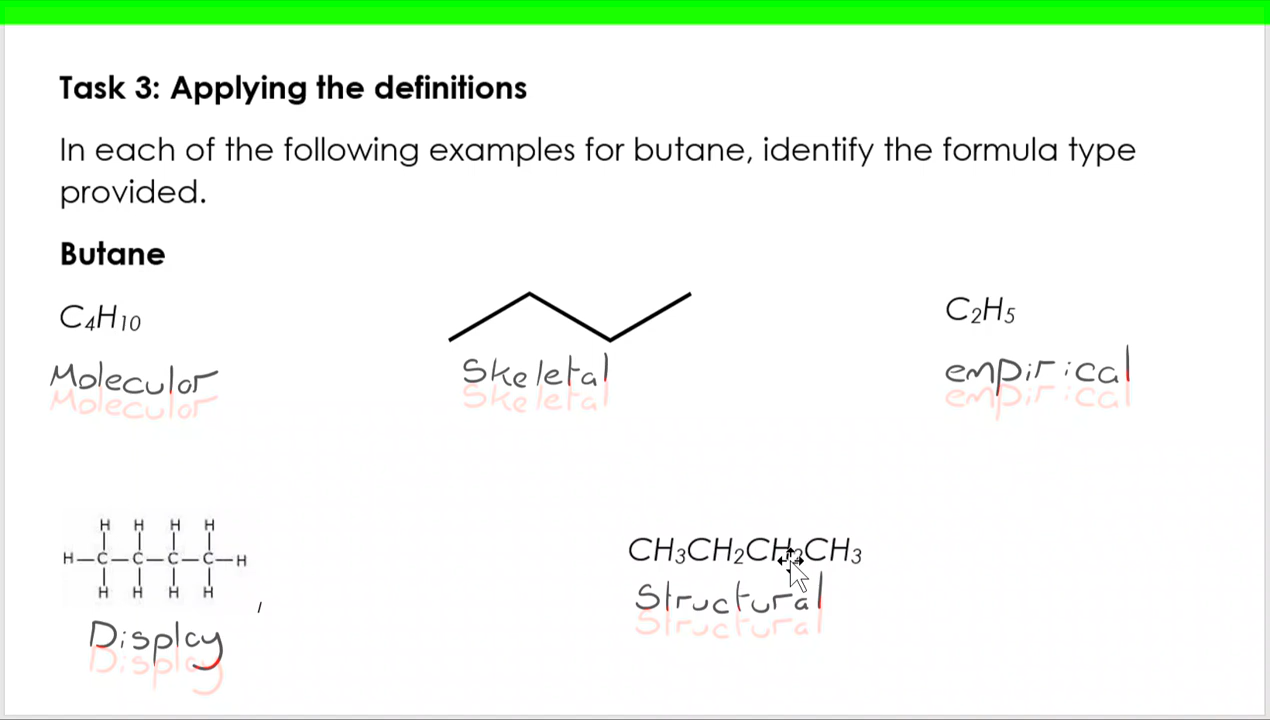 Task 3: Applying the definitions
In each of the following examples for butane, identify the formula type
provided.
Butane
C₄H₁₀
C₂H₅
Molecular
Skeletal
empirical
H H H H
H–C–C–C–C–H
H H H H
CH₃CH₂CH₂CH₃
Structural
Display